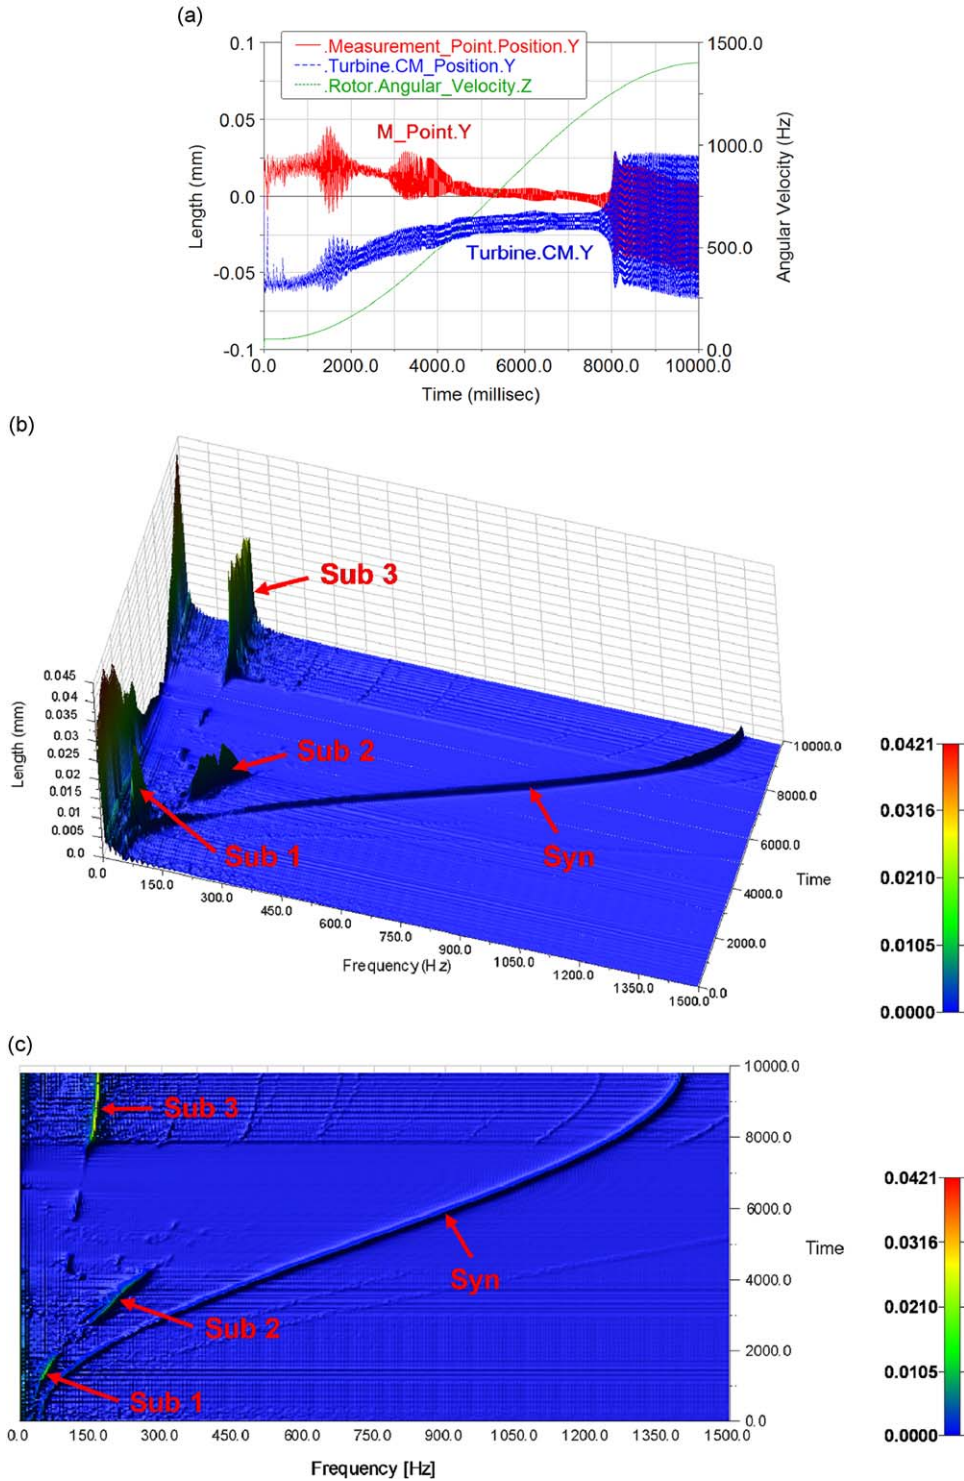 (a)
0.1
0.05
0.0
-0.05
-0.1
Length (mm)
.Measurement_Point.Position.Y
.Turbine.CM_Position.Y
.Rotor.Angular_Velocity.Z
M_Point.Y
Turbine.CM.Y
1500.0
1000.0
500.0
0.0
Angular Velocity (Hz)
0.0 2000.0 4000.0 6000.0 8000.0 10000.0
Time (millisec)
(b)
Sub 3
Sub 2
Sub 1
Syn
0.045
0.04
0.035
0.03
0.025
0.02
0.015
0.01
0.005
0.0
Length (mm)
0.0 150.0 300.0 450.0 600.0 750.0 900.0 1050.0 1200.0 1350.0 1500.0
Frequency (Hz)
10000.0
8000.0
6000.0
4000.0
2000.0
0.0
Time
0.0421
0.0316
0.0210
0.0105
0.0000
(c)
Sub 3
Syn
Sub 2
Sub 1
10000.0
8000.0
6000.0
4000.0
2000.0
0.0
Time
0.0421
0.0316
0.0210
0.0105
0.0000
0.0 150.0 300.0 450.0 600.0 750.0 900.0 1050.0 1200.0 1350.0 1500.0
Frequency [Hz]